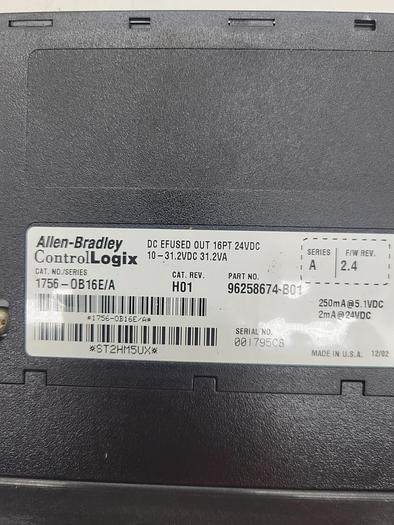 Allen-Bradley
ControlLogix
DC EFUSED OUT 16PT 24VDC
10-31.2VDC 31.2VA
SERIES
A
F/W REV.
2.4
CAT. NO./SERIES
1756-OB16E/A
CAT. REV.
H01
PART NO.
96258674-B01
250mA@5.1VDC
2mA@24VDC
*1756-OB16E/A*
SERIAL NO.
001795C8
*ST2HM5UX*
MADE IN U.S.A. 12/02